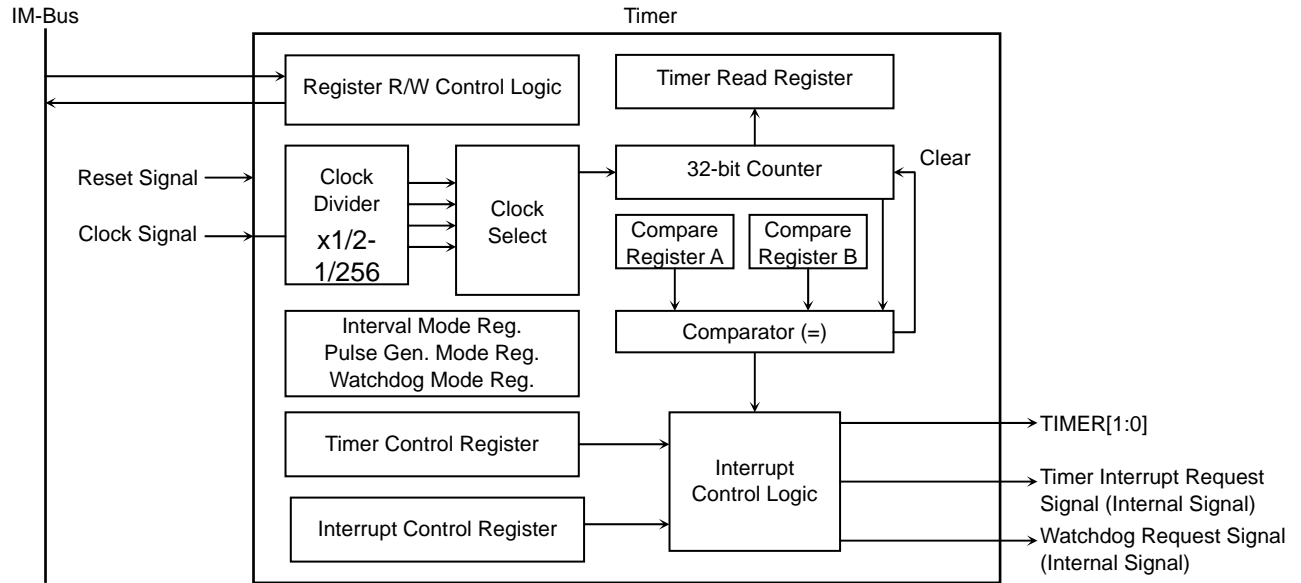 IM-Bus
Timer
Register R/W Control Logic
Timer Read Register
Reset Signal
Clock Signal
Clock
Divider
x1/2-
1/256
Clock
Select
32-bit Counter
Clear
Compare
Register A
Compare
Register B
Comparator (=)
Interval Mode Reg.
Pulse Gen. Mode Reg.
Watchdog Mode Reg.
Timer Control Register
Interrupt Control Register
Interrupt
Control Logic
TIMER[1:0]
Timer Interrupt Request
Signal (Internal Signal)
Watchdog Request Signal
(Internal Signal)